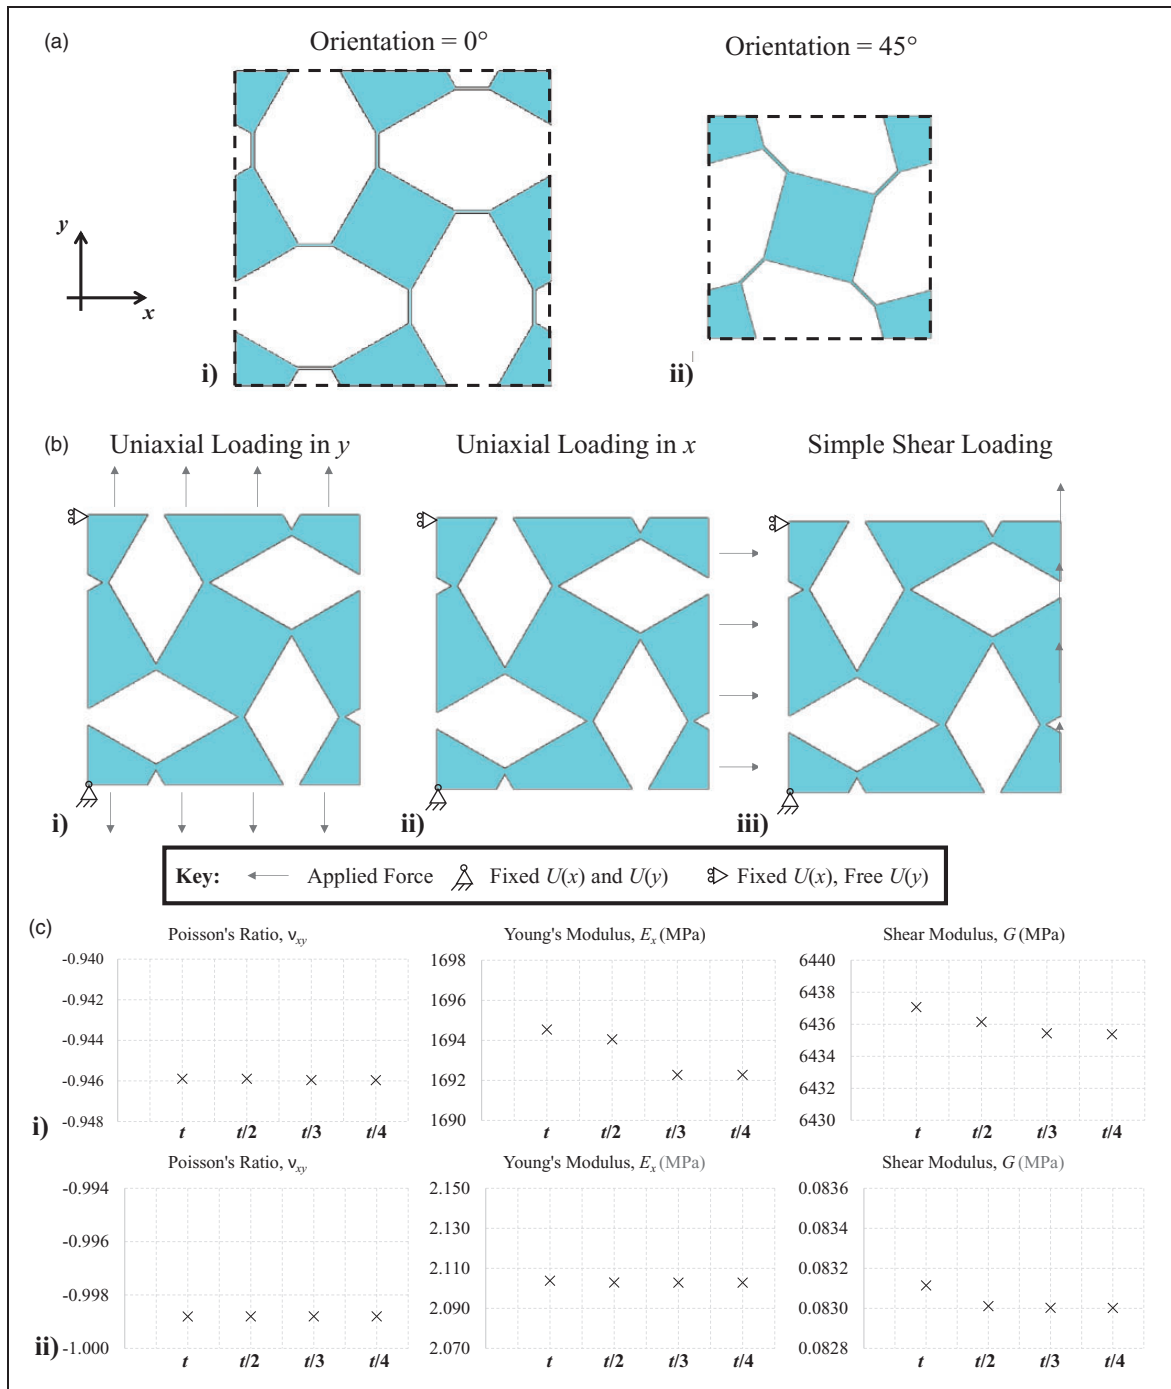 (a)
Orientation = 0°
Orientation = 45°
y
x
i)
ii)
(b)
Uniaxial Loading in y
Uniaxial Loading in x
Simple Shear Loading
i)
ii)
iii)
Key: Applied Force Fixed U(x) and U(y) Fixed U(x), Free U(y)
(c)
Poisson's Ratio, νxy
-0.940
-0.942
-0.944
-0.946
-0.948
t t/2 t/3 t/4
Young's Modulus, Ex (MPa)
1698
1696
1694
1692
1690
t t/2 t/3 t/4
Shear Modulus, G (MPa)
6440
6438
6436
6434
6432
6430
t t/2 t/3 t/4
i)
Poisson's Ratio, νxy
-0.994
-0.996
-0.998
-1.000
t t/2 t/3 t/4
Young's Modulus, Ex (MPa)
2.150
2.130
2.110
2.090
2.070
t t/2 t/3 t/4
Shear Modulus, G (MPa)
0.0836
0.0834
0.0832
0.0830
0.0828
t t/2 t/3 t/4
ii)